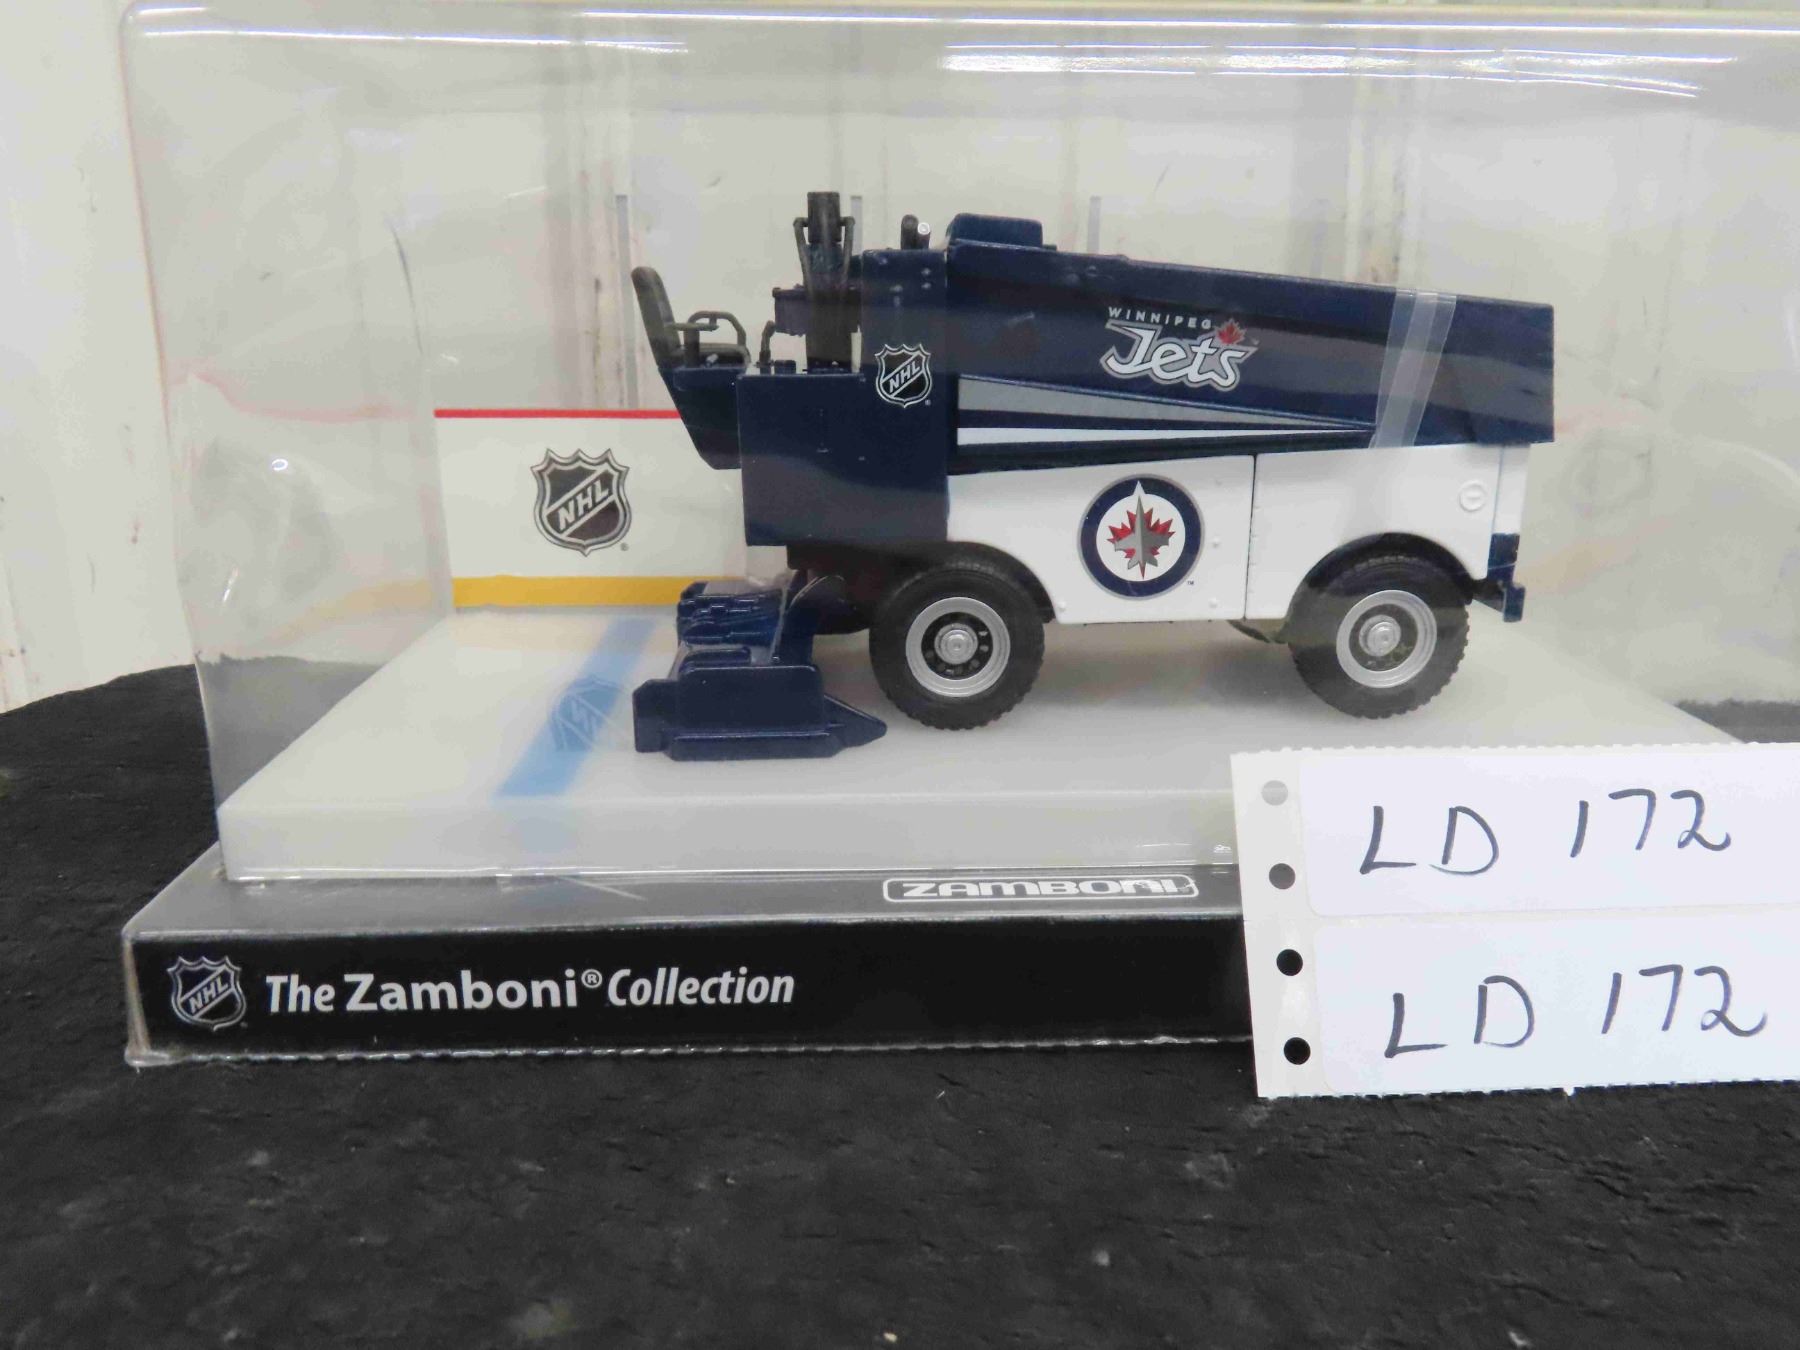 WINNIPEG
Jets
NHL
NHL
ZAMBONI
NHL The Zamboni® Collection
LD 172
LD 172